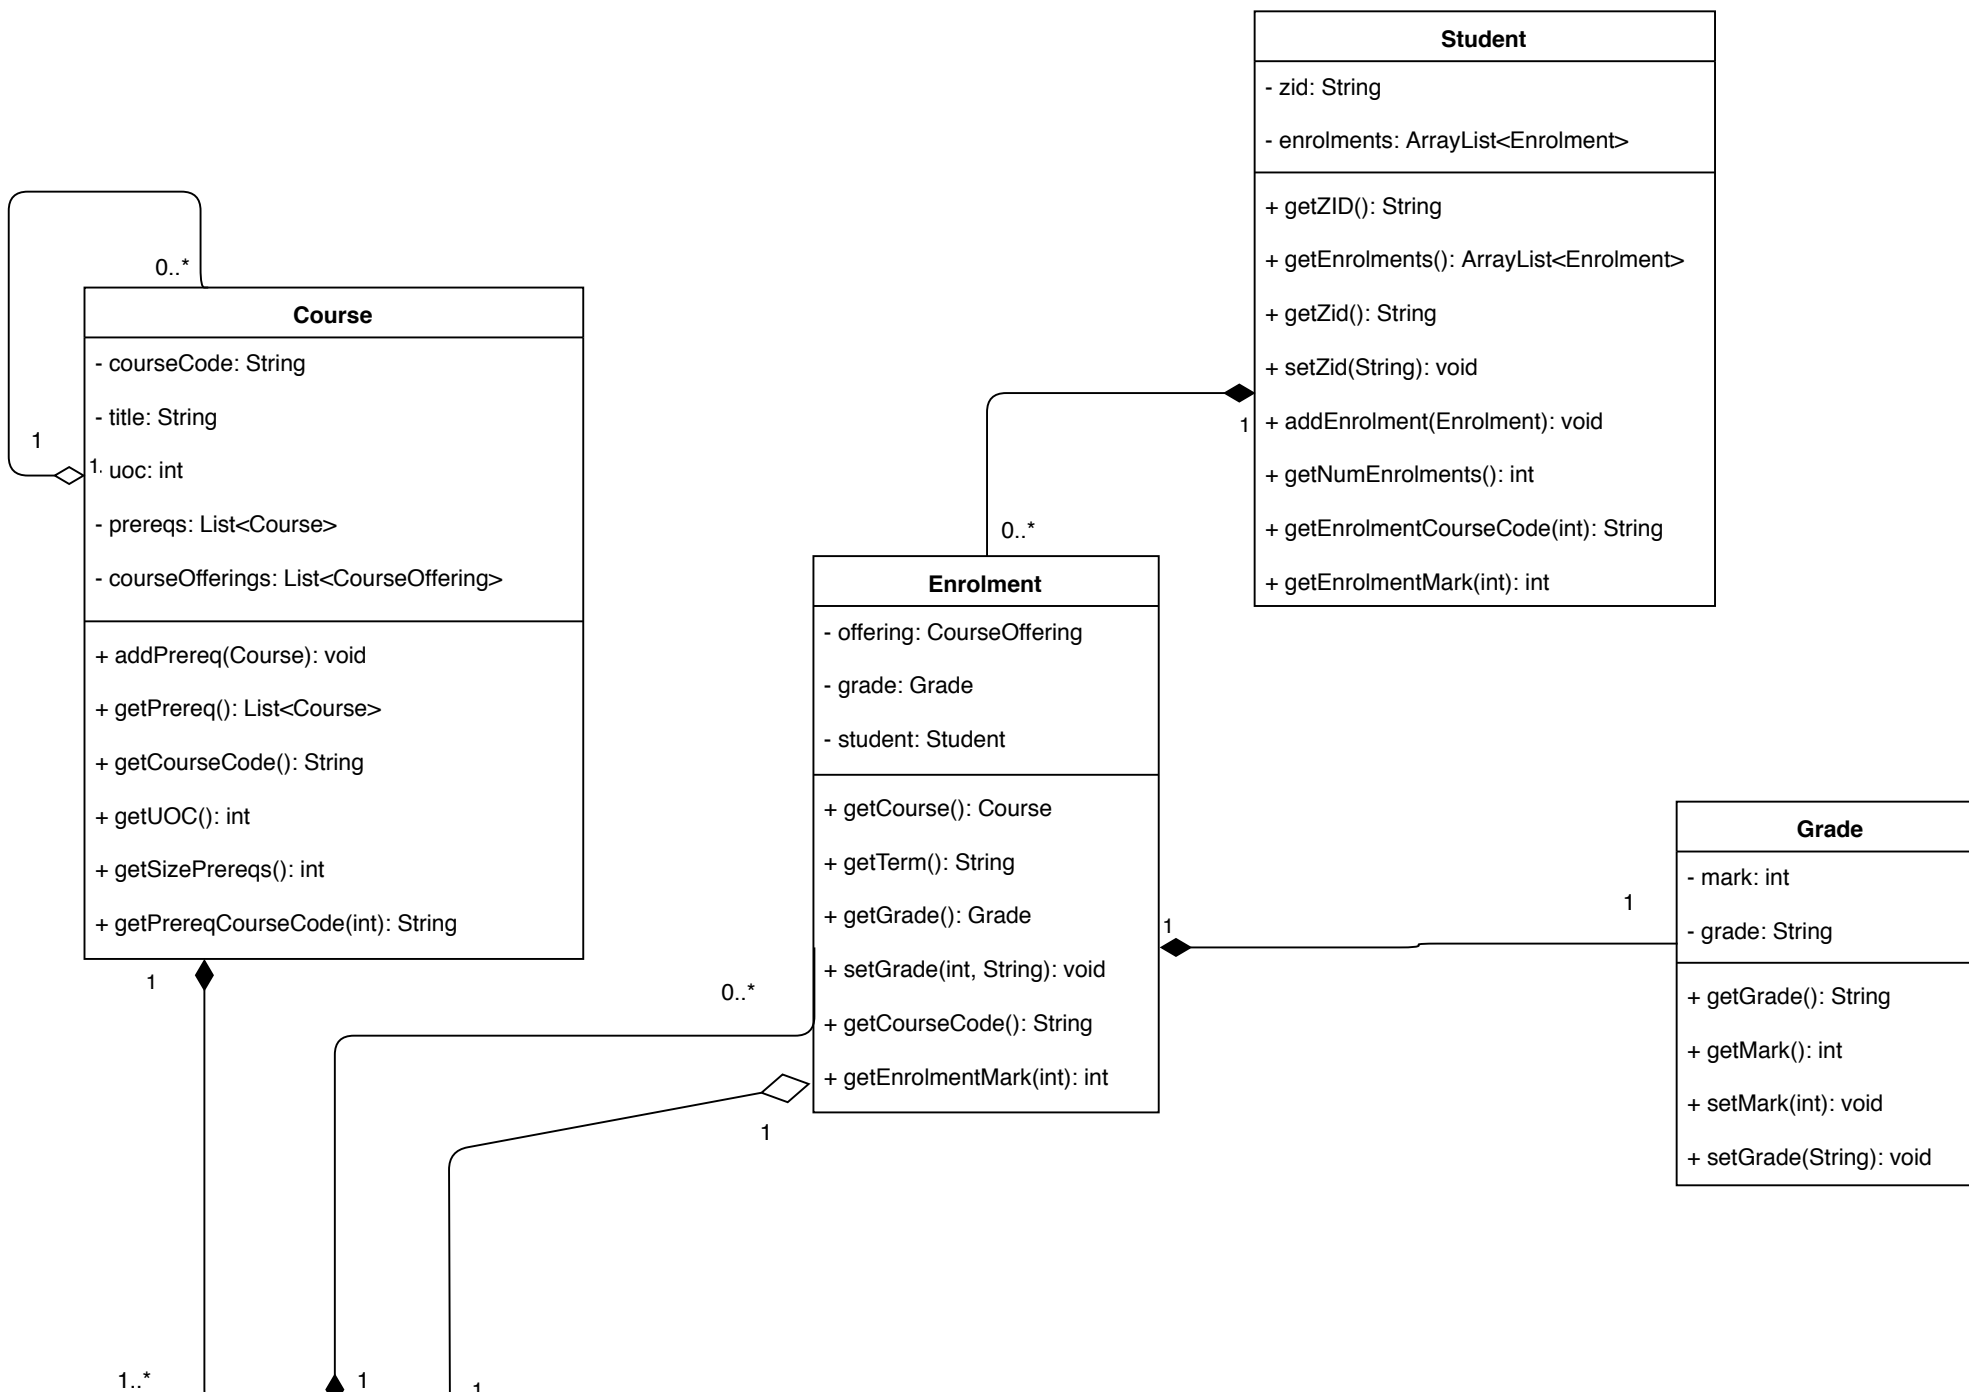 Student
- zid: String
- enrolments: ArrayList<Enrolment>
+ getZID(): String
+ getEnrolments(): ArrayList<Enrolment>
+ getZid(): String
+ setZid(String): void
+ addEnrolment(Enrolment): void
+ getNumEnrolments(): int
+ getEnrolmentCourseCode(int): String
+ getEnrolmentMark(int): int
1
0..*
0..*
Course
- courseCode: String
- title: String
1
1.
uoc: int
- prereqs: List<Course>
- courseOfferings: List<CourseOffering>
+ addPrereq(Course): void
+ getPrereq(): List<Course>
+ getCourseCode(): String
+ getUOC(): int
+ getSizePrereqs(): int
+ getPrereqCourseCode(int): String
1
Enrolment
- offering: CourseOffering
- grade: Grade
- student: Student
+ getCourse(): Course
+ getTerm(): String
+ getGrade(): Grade
+ setGrade(int, String): void
+ getCourseCode(): String
+ getEnrolmentMark(int): int
0..*
1
1
1
Grade
- mark: int
- grade: String
+ getGrade(): String
+ getMark(): int
+ setMark(int): void
+ setGrade(String): void
1..*
1
1